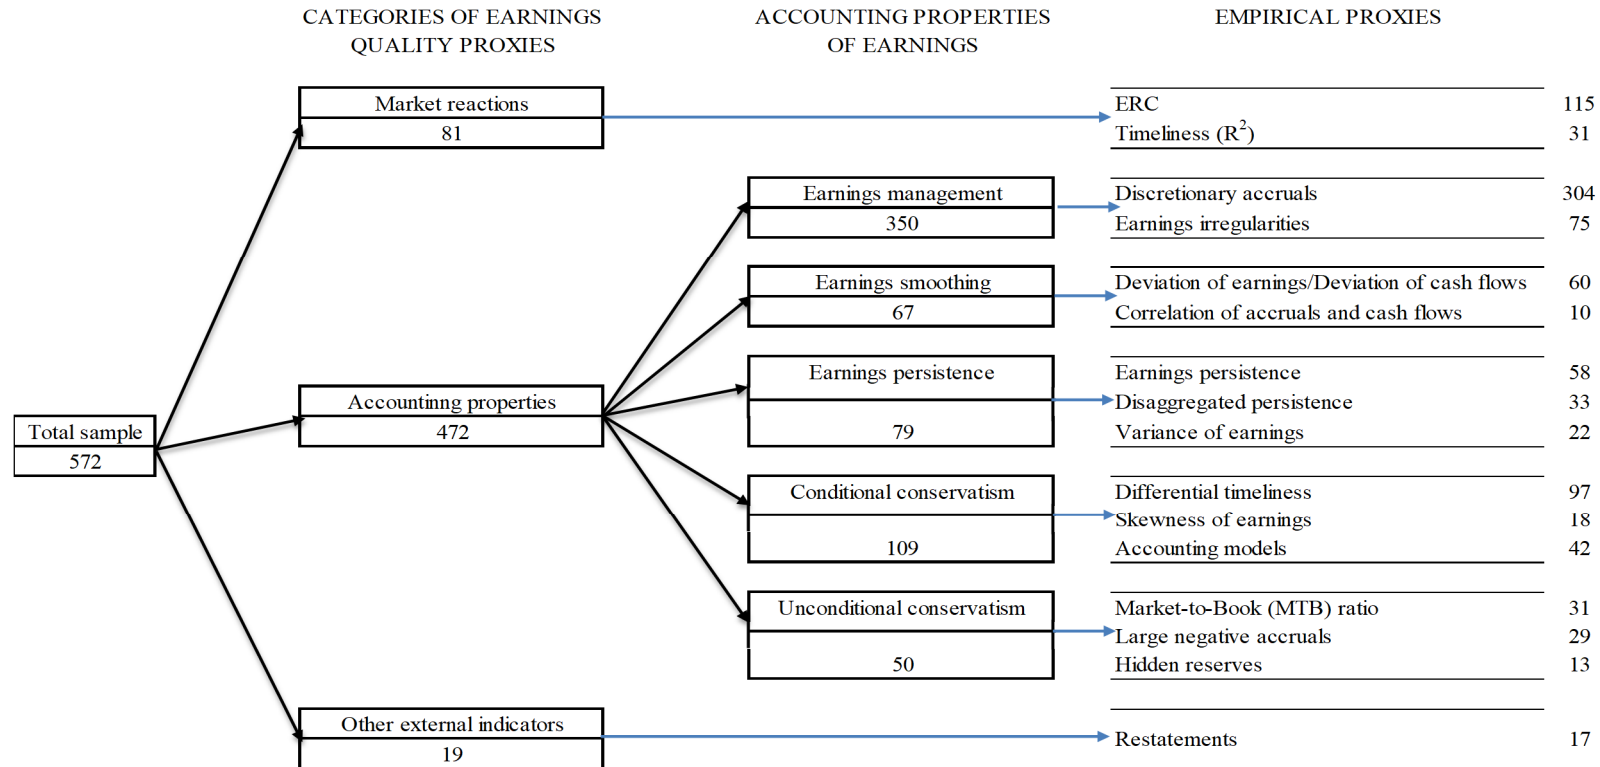 CATEGORIES OF EARNINGS QUALITY PROXIES
ACCOUNTING PROPERTIES OF EARNINGS
EMPIRICAL PROXIES
Total sample
572
Market reactions
81
ERC 115
Timeliness (R²) 31
Accountinng properties
472
Earnings management
350
Discretionary accruals 304
Earnings irregularities 75
Earnings smoothing
67
Deviation of earnings/Deviation of cash flows 60
Correlation of accruals and cash flows 10
Earnings persistence
79
Earnings persistence 58
Disaggregated persistence 33
Variance of earnings 22
Conditional conservatism
109
Differential timeliness 97
Skewness of earnings 18
Accounting models 42
Unconditional conservatism
50
Market-to-Book (MTB) ratio 31
Large negative accruals 29
Hidden reserves 13
Other external indicators
19
Restatements 17